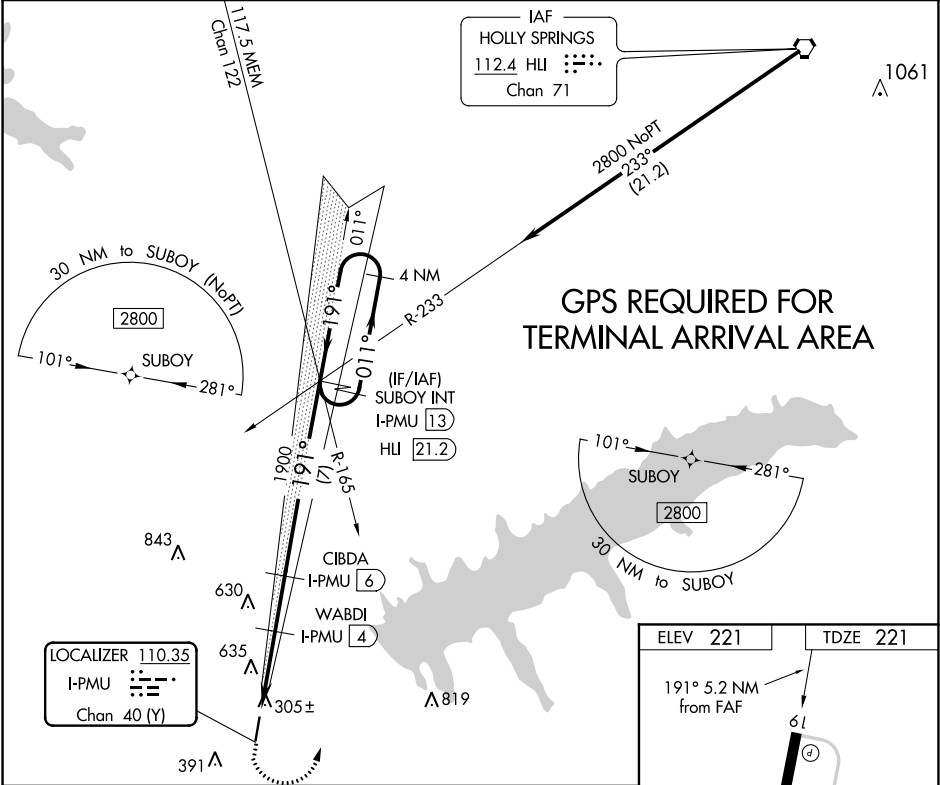 117.5 MEM
Chan 122
IAF
HOLLY SPRINGS
112.4 HLI
Chan 71
1061
2800 NoPT
233°
(21.2)
011°
4 NM
191°
011°
R-233
30 NM to SUBOY (NoPT)
2800
101°
SUBOY
281°
GPS REQUIRED FOR
TERMINAL ARRIVAL AREA
(IF/IAF)
SUBOY INT
I-PMU 13
HLI 21.2
1900
191°
(7)
R-165
101°
SUBOY
281°
2800
30 NM to SUBOY
843
CIBDA
I-PMU 6
630
WABDI
I-PMU 4
635
LOCALIZER 110.35
I-PMU
Chan 40 (Y)
305±
819
391
ELEV 221
TDZE 221
191° 5.2 NM
from FAF
19
P